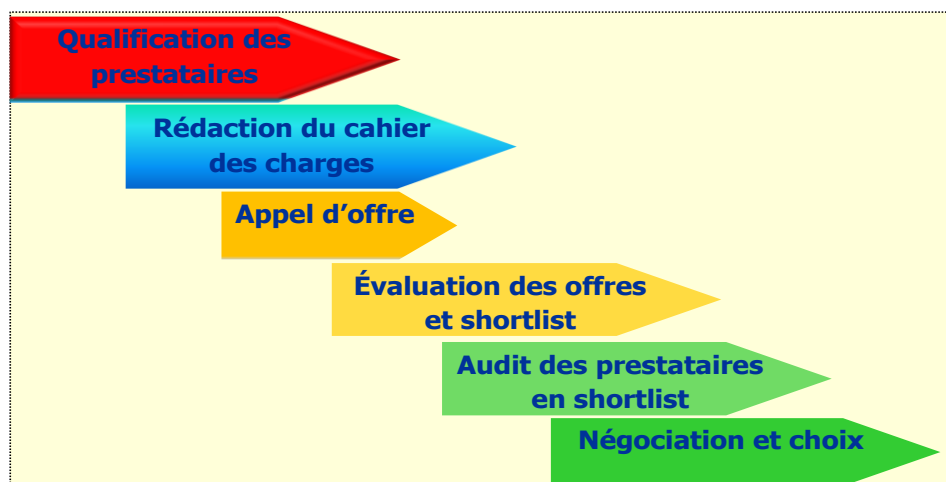 Qualification des
prestataires
Rédaction du cahier
des charges
Appel d’offre
Évaluation des offres
et shortlist
Audit des prestataires
en shortlist
Négociation et choix